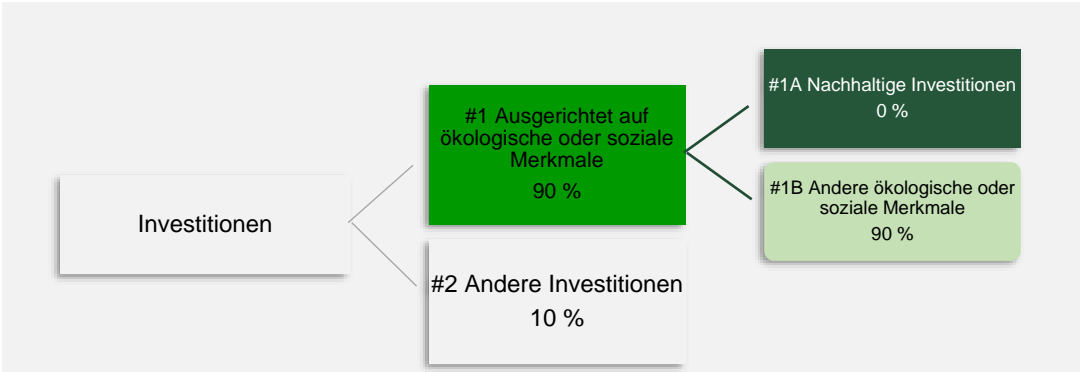 Investitionen
#1 Ausgerichtet auf
ökologische oder soziale
Merkmale
90 %
#2 Andere Investitionen
10 %
#1A Nachhaltige Investitionen
0 %
#1B Andere ökologische oder
soziale Merkmale
90 %